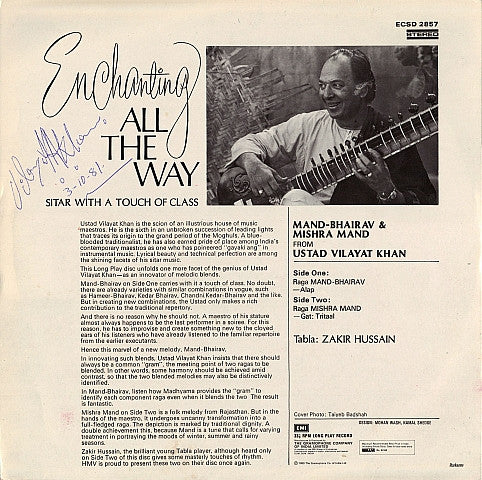 ECSD 2857
STEREO
Enchanting
ALL
THE
WAY
Vilayat Khan
3-10-81.
SITAR WITH A TOUCH OF CLASS
Ustad Vilayat Khan is the scion of an illustrious house of music
maestros. He is the sixth in an unbroken succession of leading lights
that traces its origin to the grand period of the Moghuls. A blue-
blooded traditionalist, he has also earned pride of place among India's
contemporary maestros as one who has pioneered "gayaki ang" in
instrumental music. Lyrical beauty and technical perfection are among
the shining facets of his sitar music.
This Long Play disc unfolds one more facet of the genius of Ustad
Vilayat Khan—as an innovator of melodic blends.
Mand-Bhairav on Side One carries with it a touch of class. No doubt,
there are already varieties with similar combinations in vogue, such
as Hameer-Bhairav, Kedar Bhairav, Chandni Kedar-Bhairav and the like.
But in creating new combinations, the Ustad only makes a rich
contribution to the traditional repertory.
And there is no reason why he should not. A maestro of his stature
almost always happens to be the last performer in a soiree. For this
reason, he has to improvise and create something new to the cloyed
ears of his listeners who have already listened to the familiar repertoire
from the earlier executants.
Hence this marvel of a new melody, Mand-Bhairav.
In innovating such blends, Ustad Vilayat Khan insists that there should
always be a common "gram", the meeting point of two ragas to be
blended. In other words, some harmony should be achieved amid
contrast, so that the two blended melodies may also be distinctively
identified.
In Mand-Bhairav, listen how Madhyama provides the "gram" to
identify each component raga even when it blends the two The result
is fantastic.
Mishra Mand on Side Two is a folk melody from Rajasthan. But in the
hands of the maestro, it undergoes uncanny transformation into a
full-fledged raga. The depiction is marked by traditional dignity. A
double achievement this, because Mand is a tune that calls for varying
treatment in portraying the moods of winter, summer and rainy
seasons.
Zakir Hussain, the brilliant young Tabla player, although heard only
on Side Two of this disc gives some masterly touches of rhythm.
HMV is proud to present these two on their disc once again.
MAND-BHAIRAV &
MISHRA MAND
FROM
USTAD VILAYAT KHAN
Side One:
Raga MAND-BHAIRAV
—Alap
Side Two:
Raga MISHRA MAND
—Gat: Tritaal
Tabla: ZAKIR HUSSAIN
Cover Photo: Taiyeb Badshah
DESIGN: MOHAN WAGH, KAMAL SHEDGE
EMI
33⅓ RPM LONG PLAY RECORD
THE GRAMOPHONE COMPANY
OF INDIA LIMITED